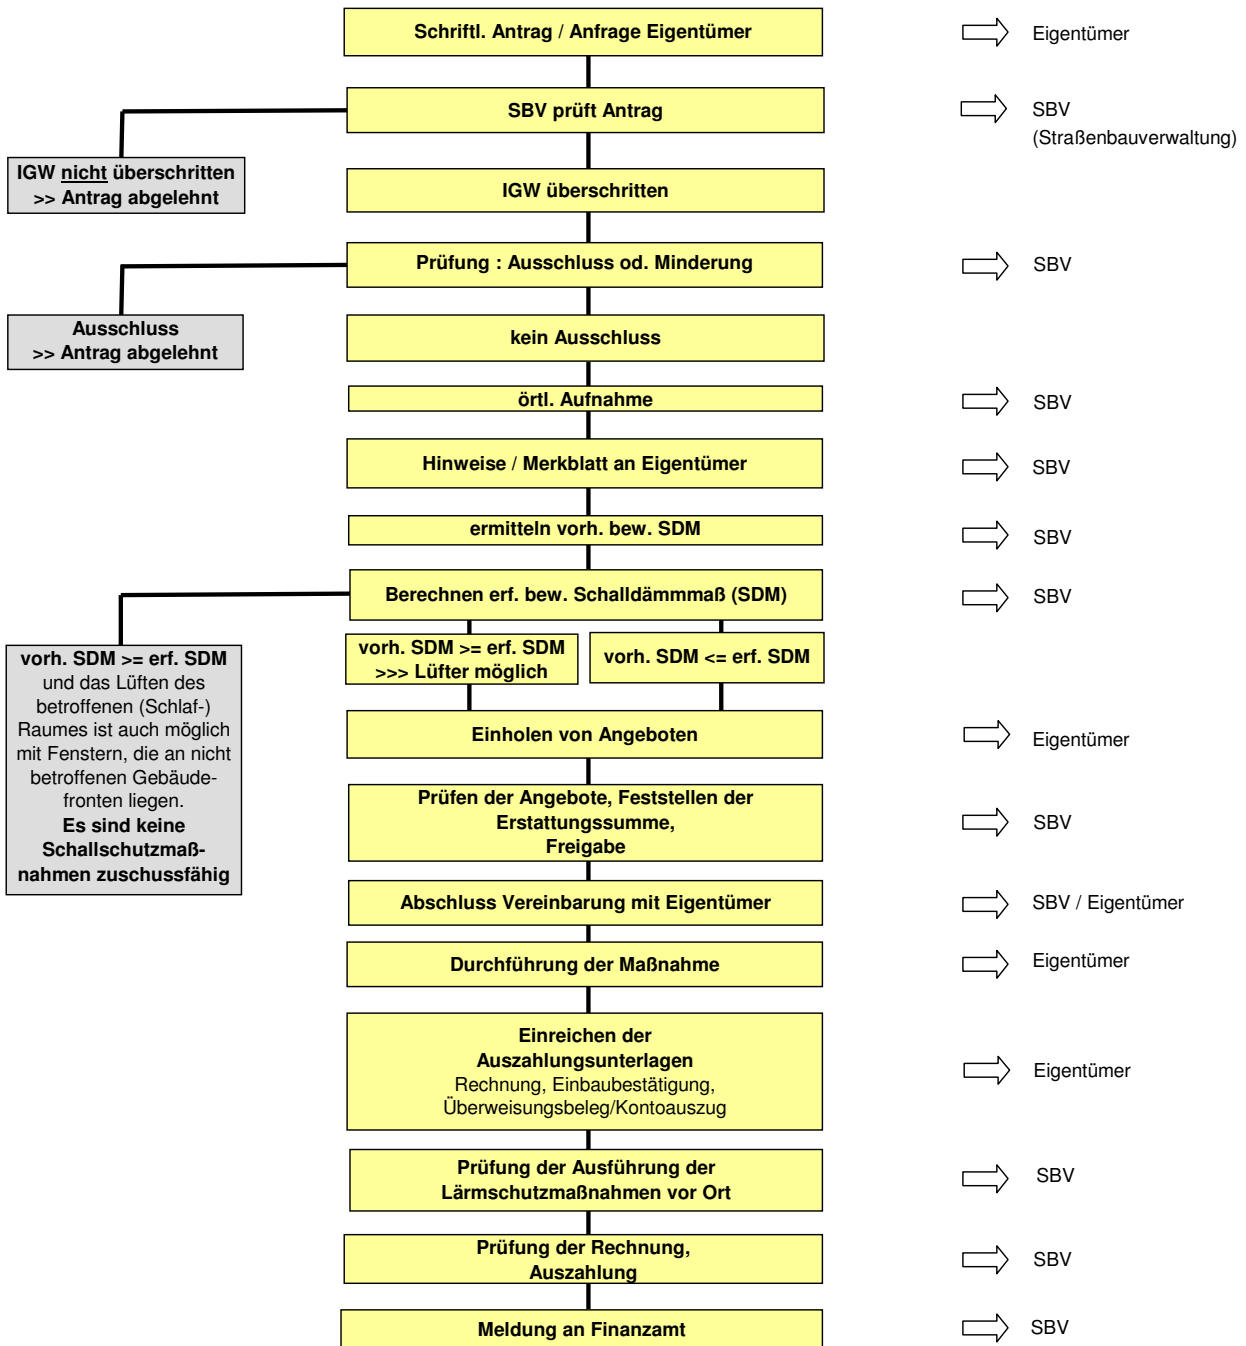 Schriftl. Antrag / Anfrage Eigentümer
Eigentümer
SBV prüft Antrag
SBV
(Straßenbauverwaltung)
IGW nicht überschritten
>> Antrag abgelehnt
IGW überschritten
Prüfung : Ausschluss od. Minderung
SBV
Ausschluss
>> Antrag abgelehnt
kein Ausschluss
örtl. Aufnahme
SBV
Hinweise / Merkblatt an Eigentümer
SBV
ermitteln vorh. bew. SDM
SBV
Berechnen erf. bew. Schalldämmmaß (SDM)
SBV
vorh. SDM >= erf. SDM
und das Lüften des
betroffenen (Schlaf-)
Raumes ist auch möglich
mit Fenstern, die an nicht
betroffenen Gebäude-
fronten liegen.
Es sind keine
Schallschutzmaß-
nahmen zuschussfähig
vorh. SDM >= erf. SDM
>>> Lüfter möglich
vorh. SDM <= erf. SDM
Einholen von Angeboten
Eigentümer
Prüfen der Angebote, Feststellen der
Erstattungssumme,
Freigabe
SBV
Abschluss Vereinbarung mit Eigentümer
SBV / Eigentümer
Durchführung der Maßnahme
Eigentümer
Einreichen der
Auszahlungsunterlagen
Rechnung, Einbaubestätigung,
Überweisungsbeleg/Kontoauszug
Eigentümer
Prüfung der Ausführung der
Lärmschutzmaßnahmen vor Ort
SBV
Prüfung der Rechnung,
Auszahlung
SBV
Meldung an Finanzamt
SBV